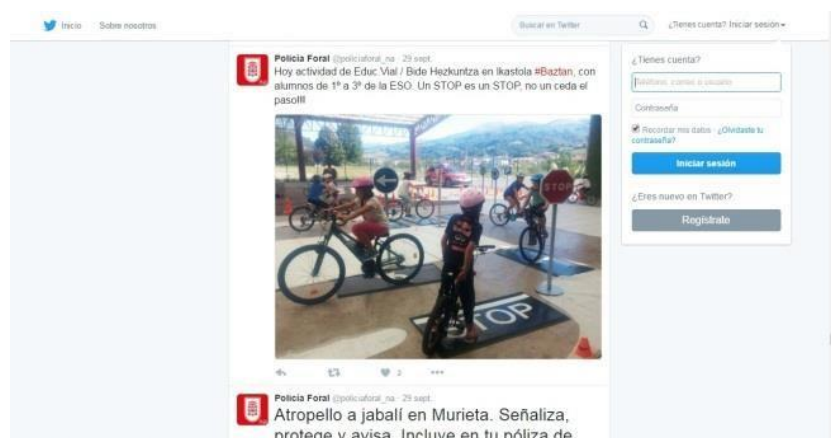 Inicio Sobre nosotros
Buscar en Twitter
¿Tienes cuenta? Iniciar sesión
Policía Foral @policiaforal_na · 29 sept.
Hoy actividad de Educ Vial / Bide Hezkuntza en Ikastola #Baztan, con
alumnos de 1º a 3º de la ESO. Un STOP es un STOP, no un ceda el
paso!!!!
STOP
STOP
2
Policía Foral @policiaforal_na · 29 sept.
Atropello a jabalí en Murieta. Señaliza,
protege y avisa. Incluye en tu póliza de
¿Tienes cuenta?
Teléfono, correo o usuario
Contraseña
Recordar mis datos · ¿Olvidaste tu
contraseña?
Iniciar sesión
¿Eres nuevo en Twitter?
Regístrate